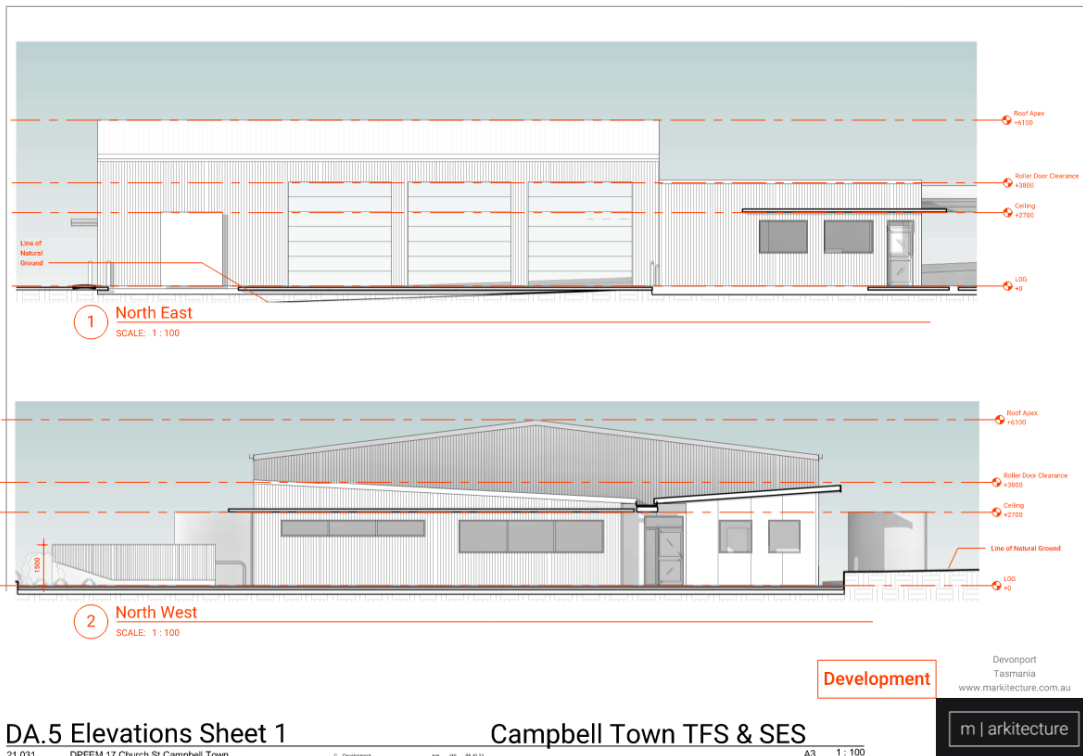 Roof Apex
+6100
Roller Door Clearance
+3800
Ceiling
+2700
Line of
Natural
Ground
LOG
+0
1
North East
SCALE: 1 : 100
Roof Apex
+6100
Roller Door Clearance
+3800
Ceiling
+2700
1500
Line of Natural Ground
LOG
+0
2
North West
SCALE: 1 : 100
Development
Devonport
Tasmania
www.markitecture.com.au
m | arkitecture
DA.5 Elevations Sheet 1
Campbell Town TFS & SES
21.031 DPFEM 17 Church St Campbell Town
A3 1 : 100